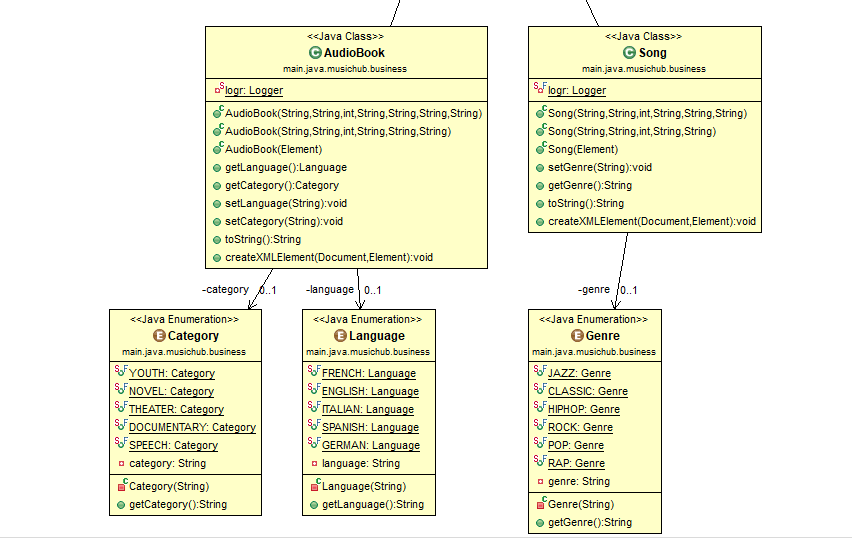 <<Java Class>>
AudioBook
main.java.musichub.business
logr: Logger
AudioBook(String,String,int,String,String,String,String)
AudioBook(String,String,int,String,String,String)
AudioBook(Element)
getLanguage():Language
getCategory():Category
setLanguage(String):void
setCategory(String):void
toString():String
createXMLElement(Document,Element):void
<<Java Class>>
Song
main.java.musichub.business
logr: Logger
Song(String,String,int,String,String,String)
Song(String,String,int,String,String)
Song(Element)
setGenre(String):void
getGenre():String
toString():String
createXMLElement(Document,Element):void
-category 0..1
-language 0..1
-genre 0..1
<<Java Enumeration>>
Category
main.java.musichub.business
YOUTH: Category
NOVEL: Category
THEATER: Category
DOCUMENTARY: Category
SPEECH: Category
category: String
Category(String)
getCategory():String
<<Java Enumeration>>
Language
main.java.musichub.business
FRENCH: Language
ENGLISH: Language
ITALIAN: Language
SPANISH: Language
GERMAN: Language
language: String
Language(String)
getLanguage():String
<<Java Enumeration>>
Genre
main.java.musichub.business
JAZZ: Genre
CLASSIC: Genre
HIPHOP: Genre
ROCK: Genre
POP: Genre
RAP: Genre
genre: String
Genre(String)
getGenre():String